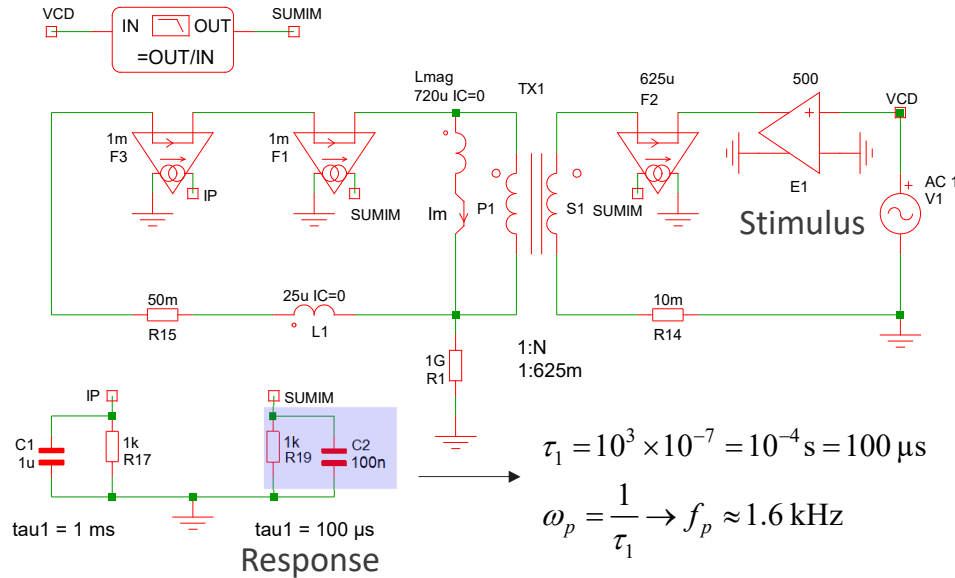 VCD
SUMIM
IN OUT
=OUT/IN
Lmag
720u IC=0
TX1
625u
F2
500
VCD
1m
F3
IP
1m
F1
SUMIM
Im
P1
S1
SUMIM
E1
AC 1
V1
Stimulus
50m
R15
25u IC=0
L1
10m
R14
1G
R1
1:N
1:625m
IP
SUMIM
C1
1u
1k
R17
1k
R19
C2
100n
tau1 = 1 ms
tau1 = 100 µs
Response
τ₁ = 10³ × 10⁻⁷ = 10⁻⁴ s = 100 µs
ωₚ = 1/τ₁ → fₚ ≈ 1.6 kHz